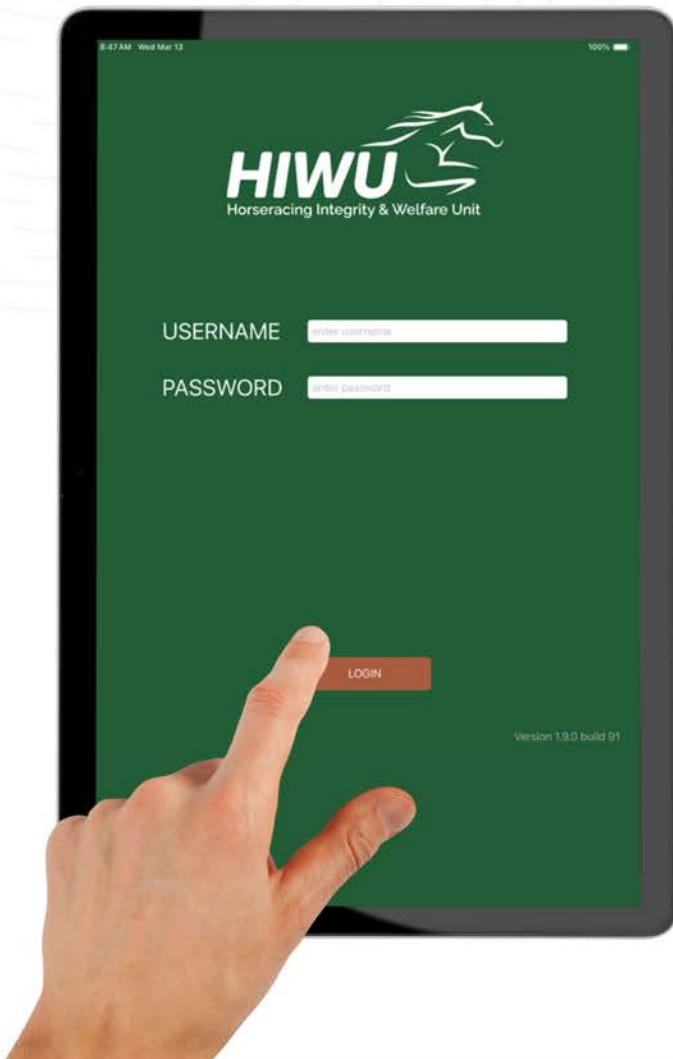 8:47 AM Wed Mar 13 100%
HIWU
Horseracing Integrity & Welfare Unit
USERNAME enter username
PASSWORD enter password
LOGIN
Version 1.9.0 build 91